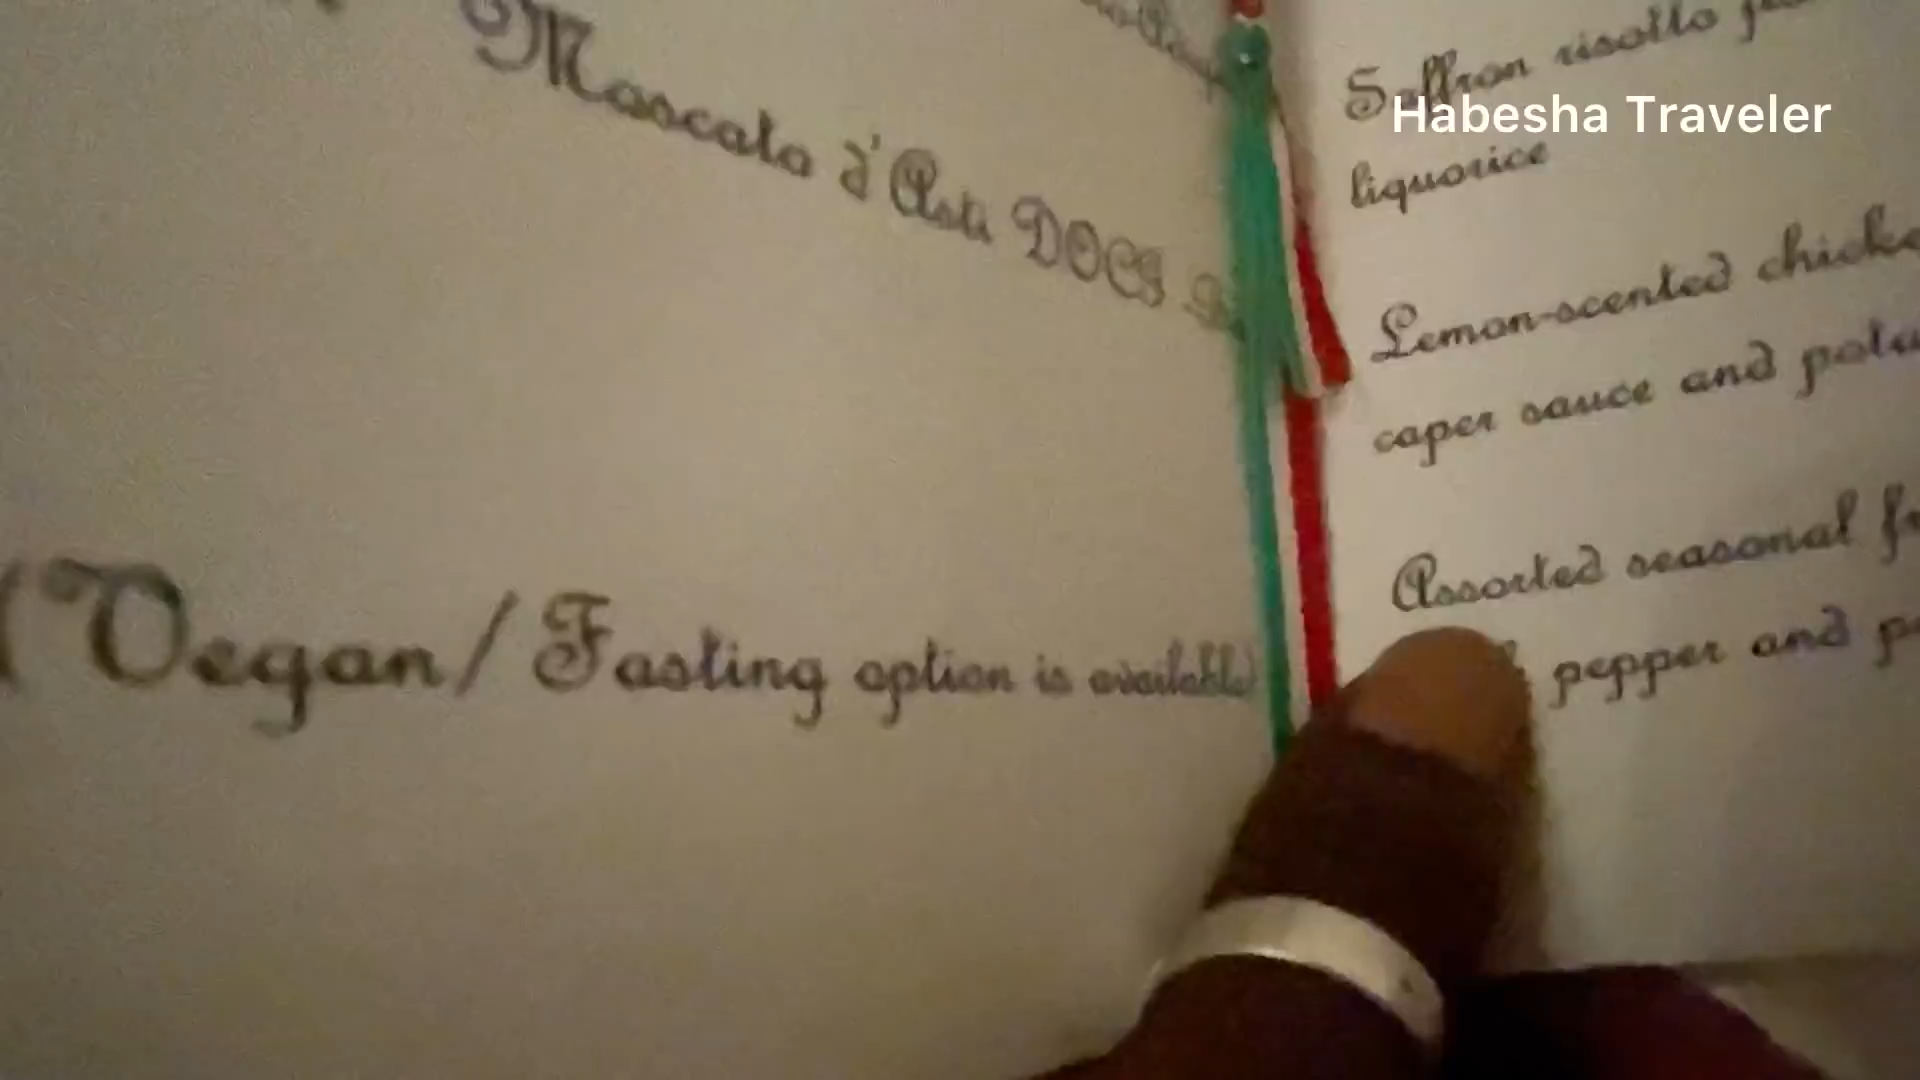 Moscato d'Asti DOCG
(Vegan/Fasting option is available)
Saffron risotto
Habesha Traveler
liquorice
Lemon-scented
caper sauce and
Assorted seasonal
pepper and